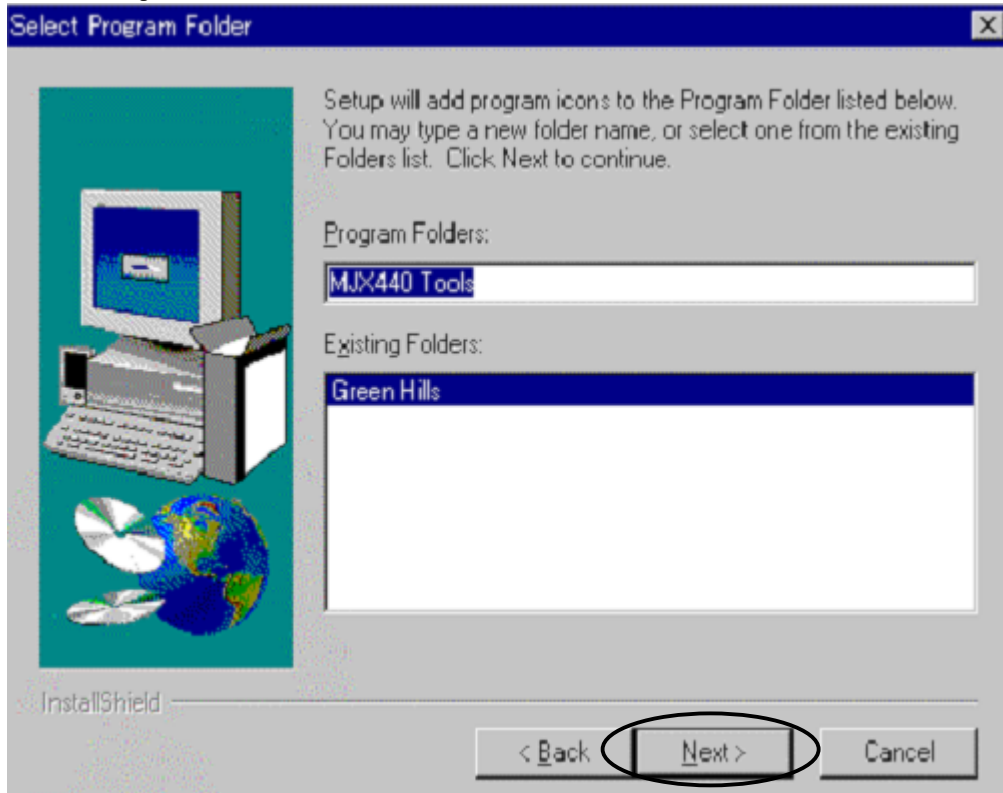 Select Program Folder
Setup will add program icons to the Program Folder listed below.
You may type a new folder name, or select one from the existing
Folders list. Click Next to continue.
Program Folders:
MJX440 Tools
Existing Folders:
Green Hills
InstallShield
< Back
Next >
Cancel